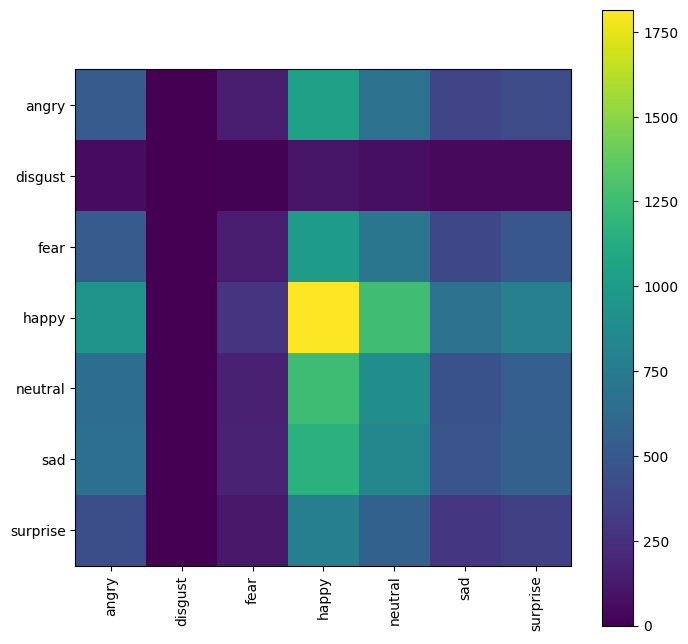 angry
disgust
fear
happy
neutral
sad
surprise
angry
disgust
fear
happy
neutral
sad
surprise
1750
1500
1250
1000
750
500
250
0